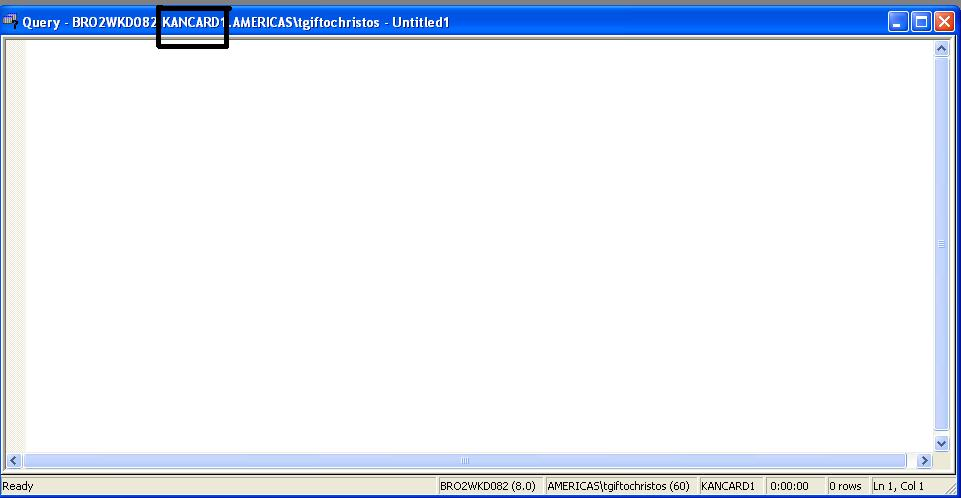 Query - BRO2WKD082.KANCARD1.AMERICAS\tgiftochristos - Untitled1
Ready BRO2WKD082 (8.0) AMERICAS\tgiftochristos (60) KANCARD1 0:00:00 0 rows Ln 1, Col 1